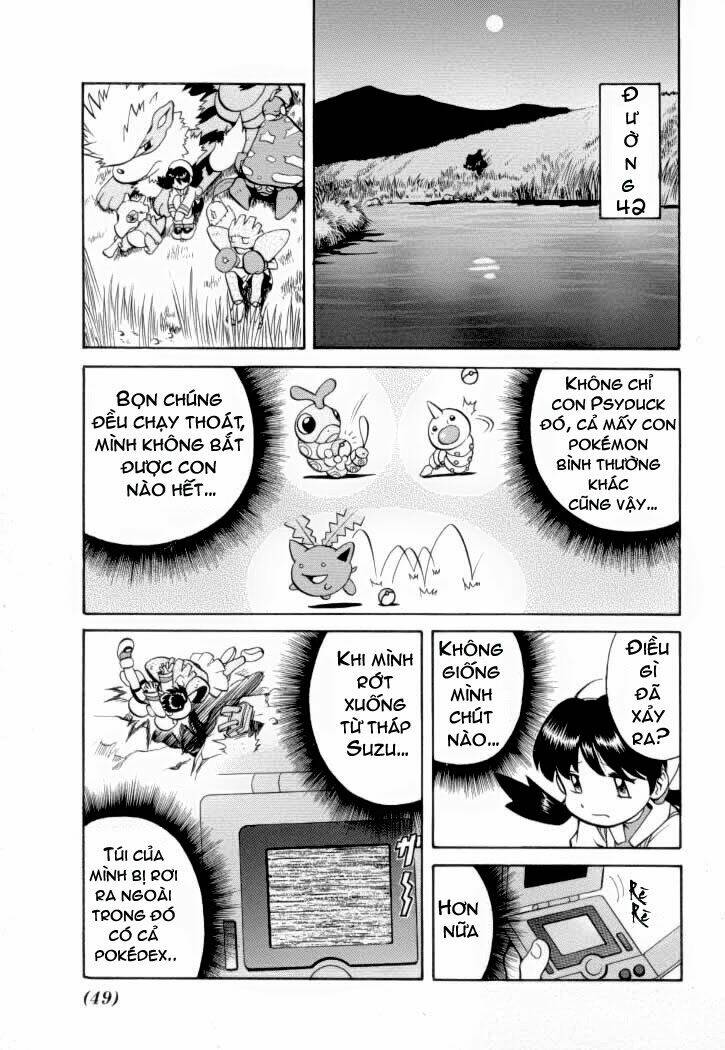 Đ
Ư
Ờ
N
G
42
Không chỉ
con Psyduck
đó, cả mấy con
pokémon
bình thường
khác
cũng vậy...
Bọn chúng
đều chạy thoát,
mình không bắt
được con
nào hết...
Điều
gì
đã
xảy
ra?
Không
giống
mình
chút
nào...
Khi mình
rớt
xuống
từ tháp
Suzu...
Rè
Rè
Hơn
nữa
ザーッ
Túi của
mình bị rơi
ra ngoài
trong đó
có cả
pokédex..
(49)